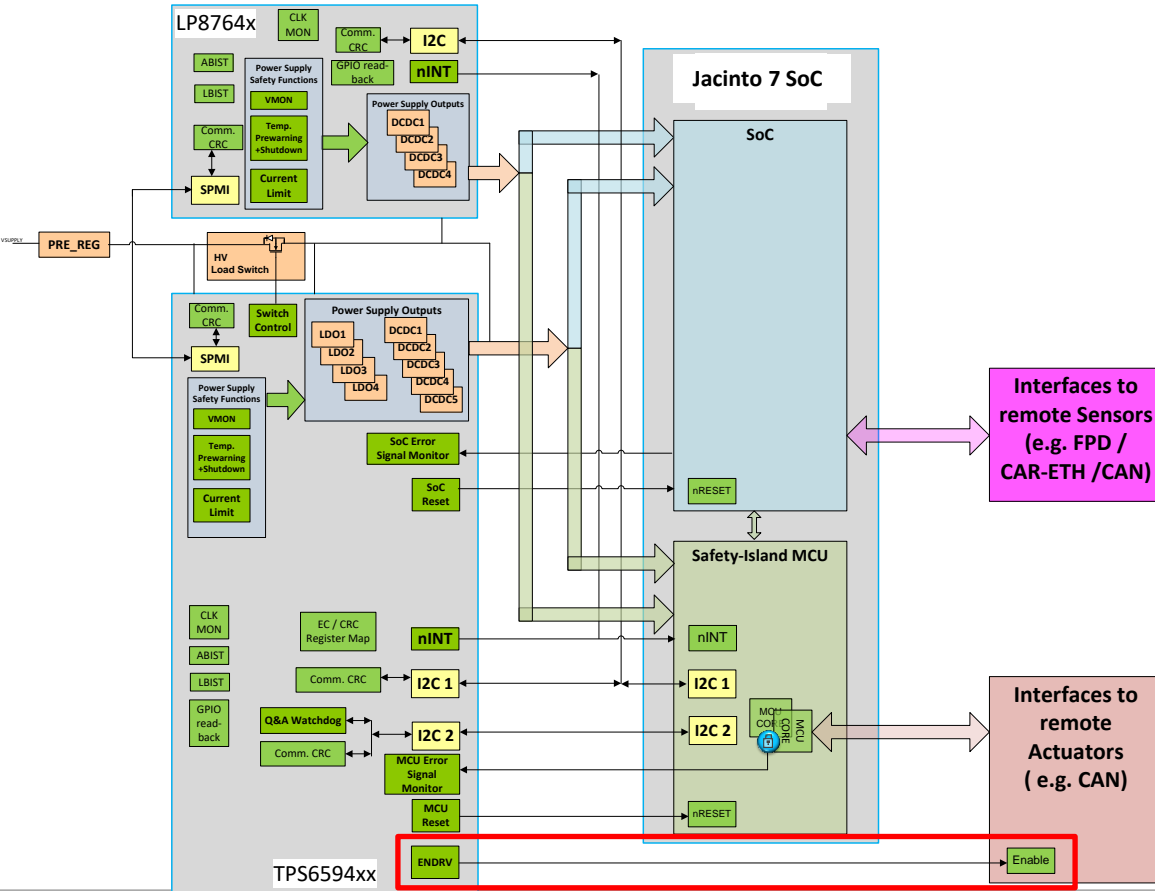 LP8764x
CLK
MON
ABIST
LBIST
Comm.
CRC
I2C
GPIO read-
back
nINT
Power Supply
Safety Functions
VMON
Temp.
Prewarning
+Shutdown
Current
Limit
Power Supply Outputs
DCDC1
DCDC2
DCDC3
DCDC4
Comm.
CRC
SPMI
VSUPPLY
PRE_REG
HV
Load Switch
Comm.
CRC
Switch
Control
SPMI
Power Supply Outputs
LDO1
LDO2
LDO3
LDO4
DCDC1
DCDC2
DCDC3
DCDC4
DCDC5
Power Supply
Safety Functions
VMON
Temp.
Prewarning
+Shutdown
Current
Limit
SoC Error
Signal Monitor
SoC
Reset
CLK
MON
ABIST
LBIST
GPIO
read-
back
EC / CRC
Register Map
nINT
Comm. CRC
I2C 1
Q&A Watchdog
Comm. CRC
I2C 2
MCU Error
Signal
Monitor
MCU
Reset
ENDRV
TPS6594xx
Jacinto 7 SoC
SoC
nRESET
Safety-Island MCU
nINT
I2C 1
I2C 2
MCU
CORE
MCU
CORE
nRESET
Interfaces to
remote Sensors
(e.g. FPD /
CAR-ETH /CAN)
Interfaces to
remote
Actuators
( e.g. CAN)
Enable